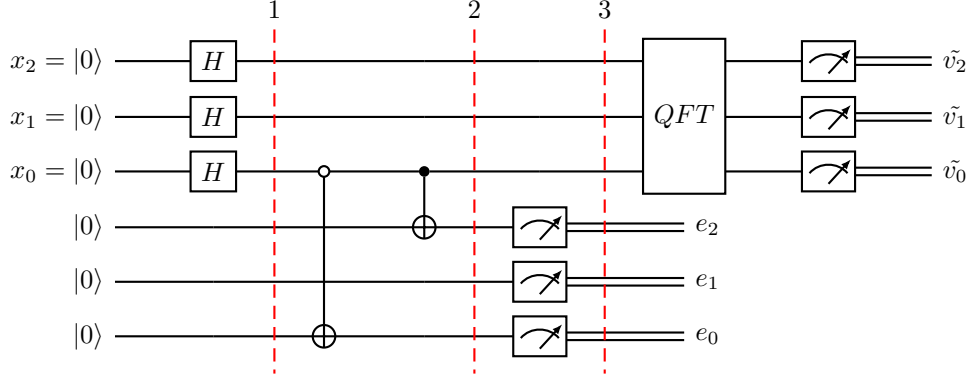 1 2 3
x₂ = |0⟩ H ṽ₂
x₁ = |0⟩ H QFT ṽ₁
x₀ = |0⟩ H ṽ₀
|0⟩ e₂
|0⟩ e₁
|0⟩ e₀